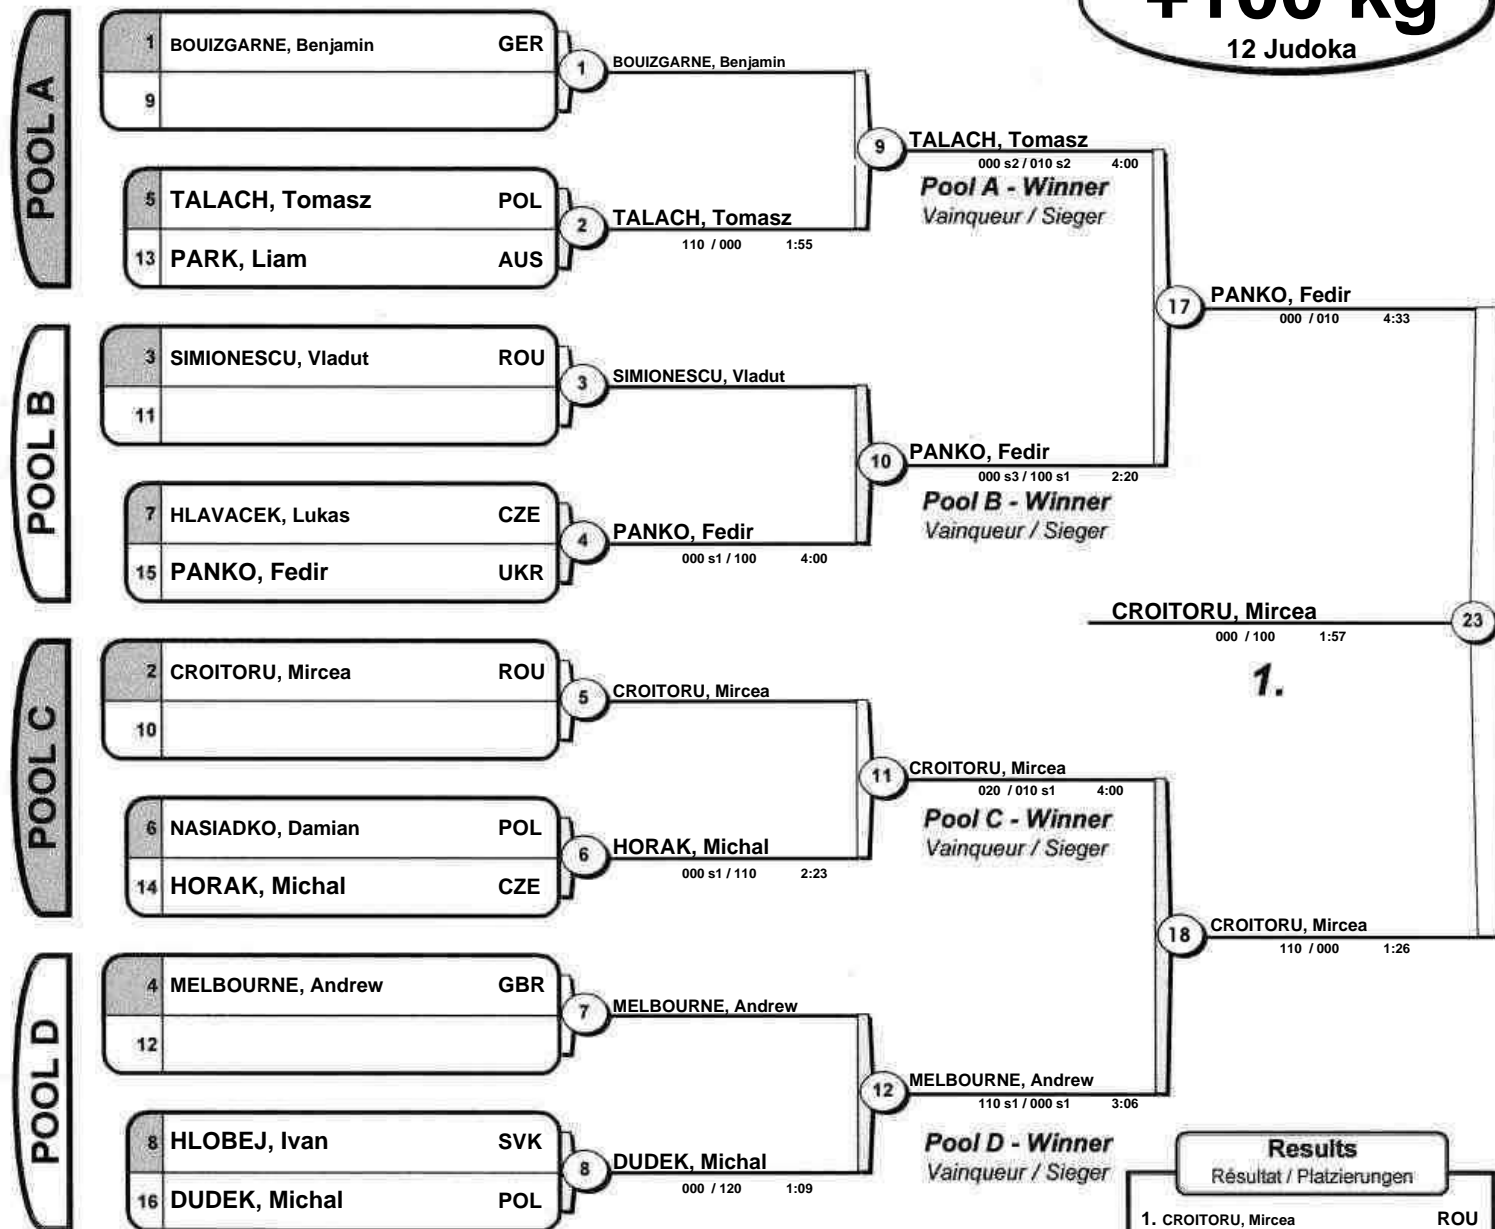 +100 kg
12 Judoka
POOL A
1 BOUIZGARNE, Benjamin GER
9
1 BOUIZGARNE, Benjamin
5 TALACH, Tomasz POL
13 PARK, Liam AUS
2 TALACH, Tomasz
110 / 000 1:55
9 TALACH, Tomasz
000 s2 / 010 s2 4:00
Pool A - Winner
Vainqueur / Sieger
POOL B
3 SIMIONESCU, Vladut ROU
11
3 SIMIONESCU, Vladut
7 HLAVACEK, Lukas CZE
15 PANKO, Fedir UKR
4 PANKO, Fedir
000 s1 / 100 4:00
10 PANKO, Fedir
000 s3 / 100 s1 2:20
Pool B - Winner
Vainqueur / Sieger
17 PANKO, Fedir
000 / 010 4:33
CROITORU, Mircea 23
000 / 100 1:57
1.
POOL C
2 CROITORU, Mircea ROU
10
5 CROITORU, Mircea
6 NASIADKO, Damian POL
14 HORAK, Michal CZE
6 HORAK, Michal
000 s1 / 110 2:23
11 CROITORU, Mircea
020 / 010 s1 4:00
Pool C - Winner
Vainqueur / Sieger
18 CROITORU, Mircea
110 / 000 1:26
POOL D
4 MELBOURNE, Andrew GBR
12
7 MELBOURNE, Andrew
8 HLOBEJ, Ivan SVK
16 DUDEK, Michal POL
8 DUDEK, Michal
000 / 120 1:09
12 MELBOURNE, Andrew
110 s1 / 000 s1 3:06
Pool D - Winner
Vainqueur / Sieger
Results
Résultat / Platzierungen
1. CROITORU, Mircea ROU